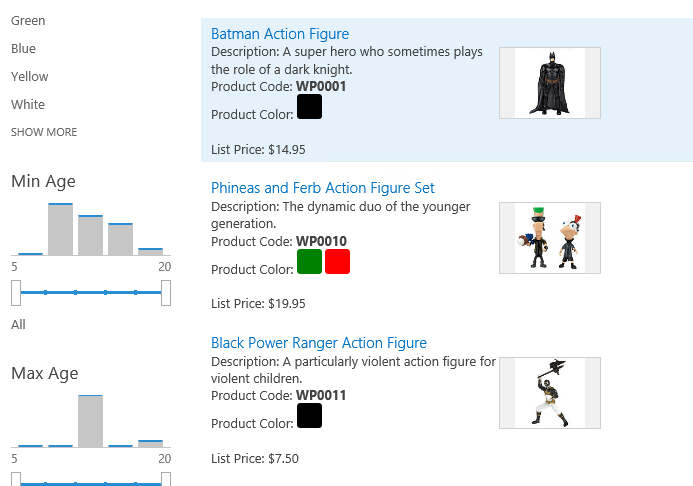 Green
Blue
Yellow
White
SHOW MORE
Min Age
5 20
All
Max Age
5 20
Batman Action Figure
Description: A super hero who sometimes plays
the role of a dark knight.
Product Code: WP0001
Product Color:
List Price: $14.95
Phineas and Ferb Action Figure Set
Description: The dynamic duo of the younger
generation.
Product Code: WP0010
Product Color:
List Price: $19.95
Black Power Ranger Action Figure
Description: A particularly violent action figure for
violent children.
Product Code: WP0011
Product Color:
List Price: $7.50